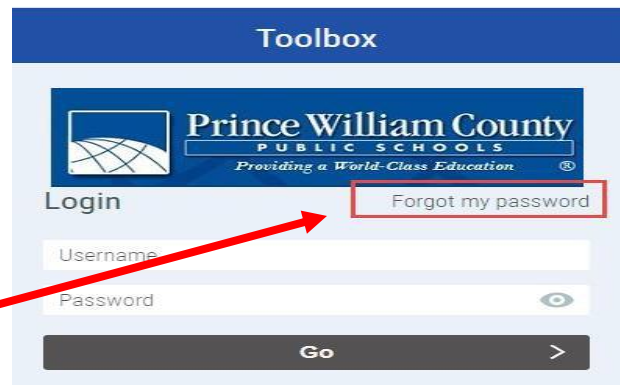 Toolbox
Prince William County
PUBLIC SCHOOLS
Providing a World-Class Education ®
Login Forgot my password
Username
Password
Go >